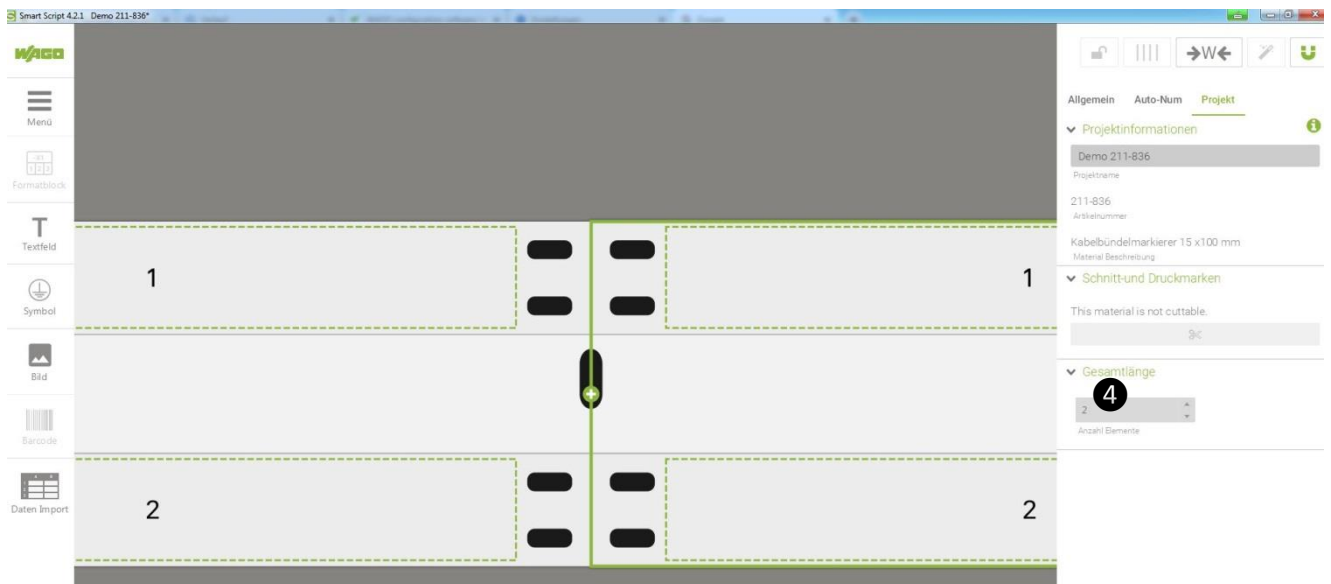 Smart Script 4.2.1 Demo 211-836*
WAGO
Menü
Formatblock
Textfeld
Symbol
Bild
Barcode
Daten Import
1
1
2
2
→W←
Allgemein Auto-Num Projekt
Projektinformationen
Demo 211-836
Projektname
211-836
Artikelnummer
Kabelbündelmarkierer 15 x100 mm
Material Beschreibung
Schnitt-und Druckmarken
This material is not cuttable.
Gesamtlänge
4
2
Anzahl Elemente